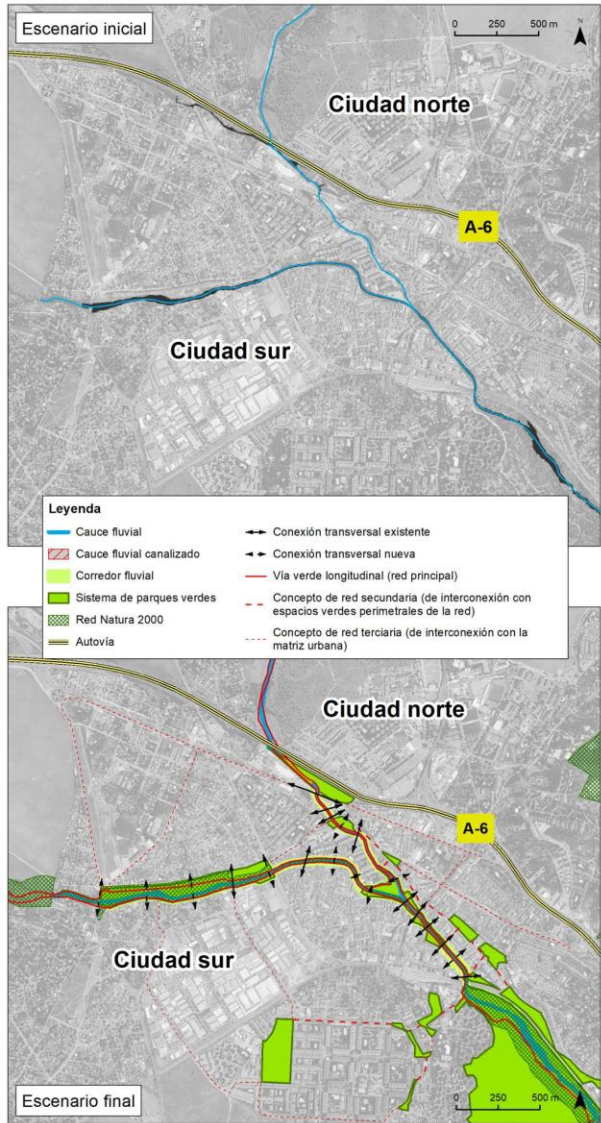 Escenario inicial
0 250 500 m
N
Ciudad norte
A-6
Ciudad sur
Leyenda
Cauce fluvial
Cauce fluvial canalizado
Corredor fluvial
Sistema de parques verdes
Red Natura 2000
Autovía
Conexión transversal existente
Conexión transversal nueva
Vía verde longitudinal (red principal)
Concepto de red secundaria (de interconexión con
espacios verdes perimetrales de la red)
Concepto de red terciaria (de interconexión con la
matriz urbana)
Ciudad norte
A-6
Ciudad sur
Escenario final
0 250 500 m